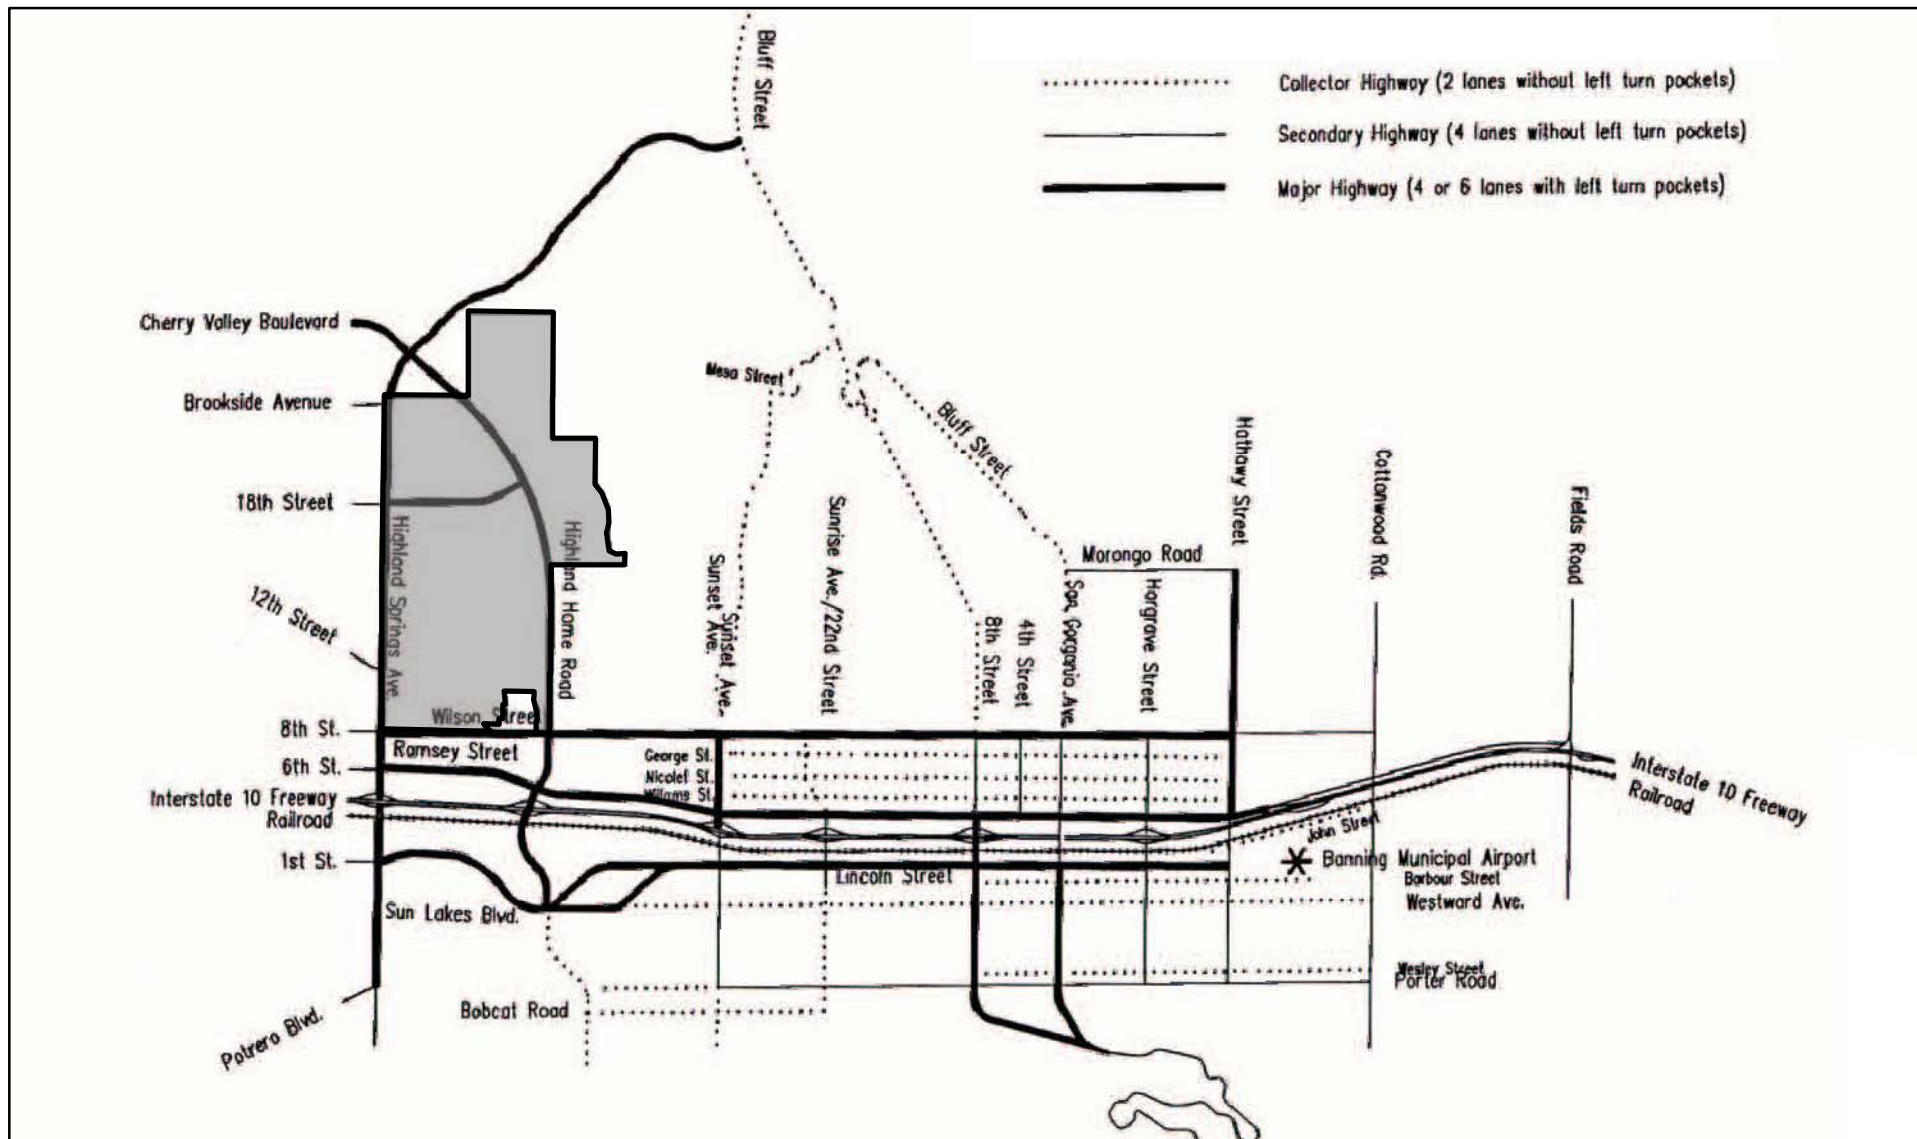 Bluff Street
Collector Highway (2 lanes without left turn pockets)
Secondary Highway (4 lanes without left turn pockets)
Major Highway (4 or 6 lanes with left turn pockets)
Cherry Valley Boulevard
Brookside Avenue
18th Street
12th Street
8th St.
6th St.
Interstate 10 Freeway
Railroad
1st St.
Potrero Blvd.
Highland Springs Ave.
Highland Home Road
Wilson Street
Ramsey Street
Sun Lakes Blvd.
Bobcat Road
Mesa Street
Bluff Street
Sunset Ave.
Sunset Ave.
Sunrise Ave./22nd Street
George St.
Nicolet St.
Williams St.
8th Street
4th Street
San Gorgonio Ave.
Hargrave Street
Morongo Road
Hathawy Street
Cottonwood Rd.
Fields Road
Interstate 10 Freeway
Railroad
John Street
Banning Municipal Airport
Barbour Street
Westward Ave.
Lincoln Street
Wesley Street
Porter Road